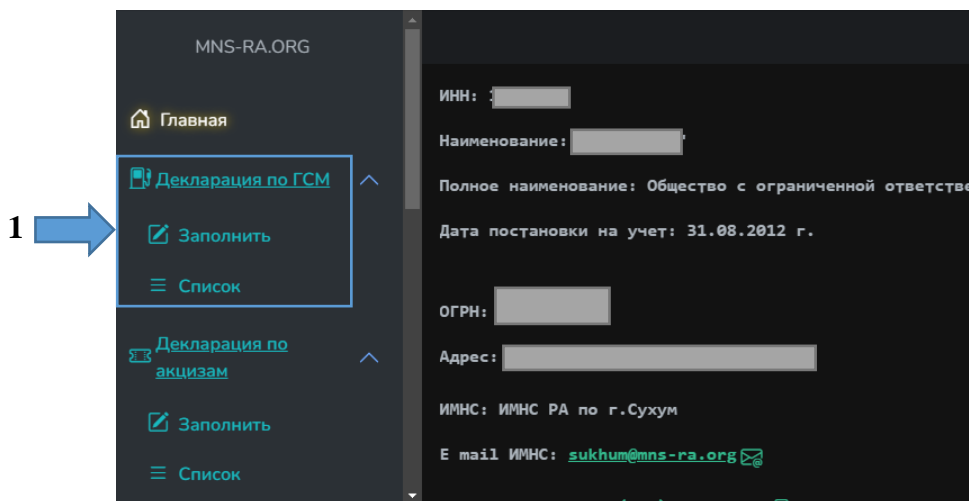 MNS-RA.ORG
Главная
Декларация по ГСМ
1
Заполнить
Список
Декларация по
акцизам
Заполнить
Список
ИНН:
Наименование:
Полное наименование: Общество с ограниченной ответстве
Дата постановки на учет: 31.08.2012 г.
ОГРН:
Адрес:
ИМНС: ИМНС РА по г.Сухум
E mail ИМНС: sukhum@mns-ra.org